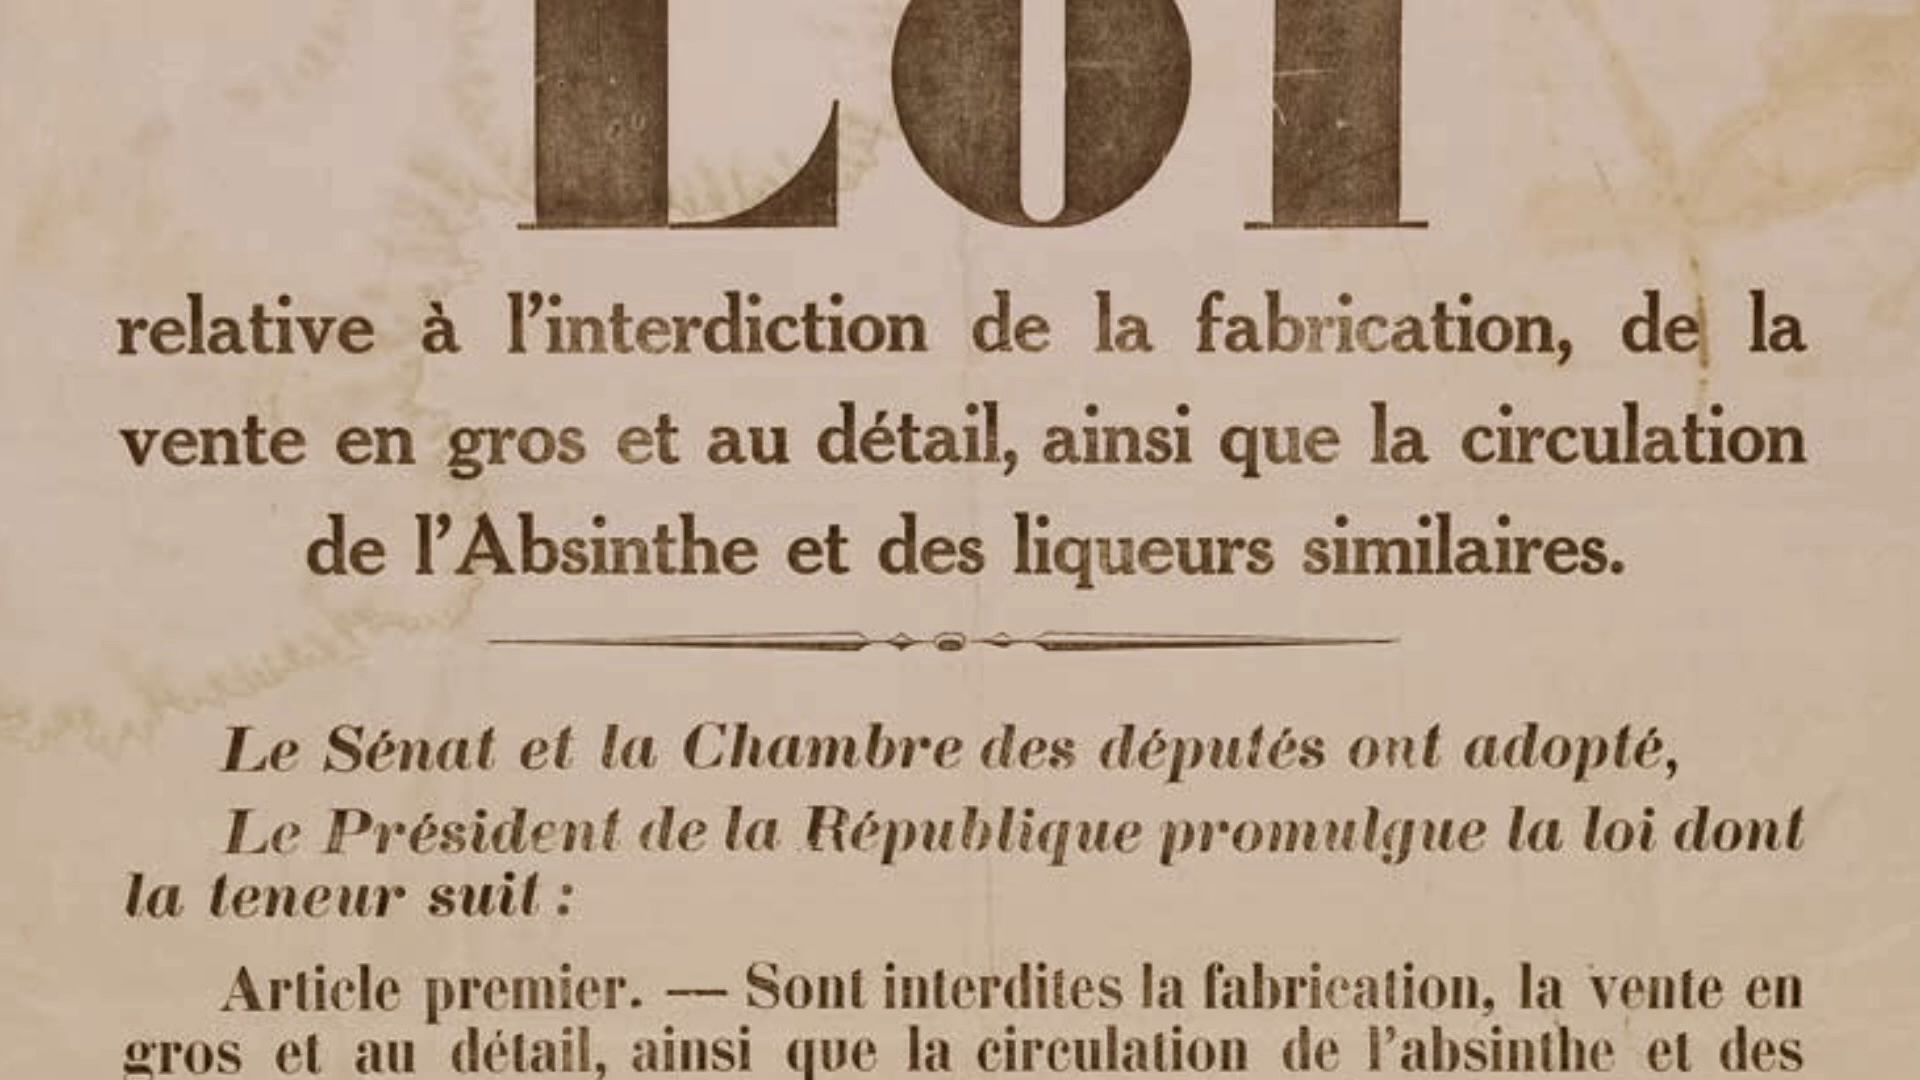 LOI
relative à l'interdiction de la fabrication, de la
vente en gros et au détail, ainsi que la circulation
de l'Absinthe et des liqueurs similaires.
Le Sénat et la Chambre des députés ont adopté,
Le Président de la République promulgue la loi dont
la teneur suit :
Article premier. — Sont interdites la fabrication, la vente en
gros et au détail, ainsi que la circulation de l'absinthe et des